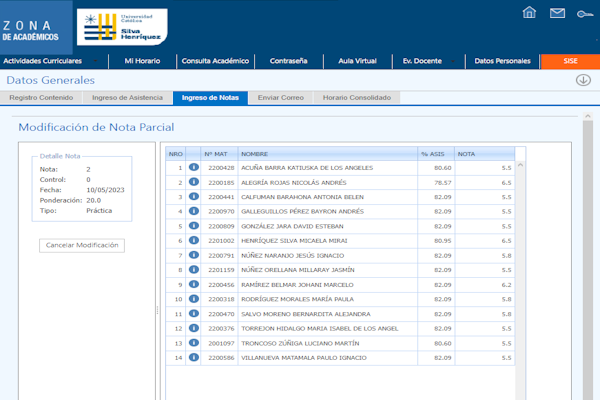 ZONA
DE ACADÉMICOS
Universidad
Católica
Silva
Henríquez
Actividades Curriculares Mi Horario Consulta Académico Contraseña Aula Virtual Ev. Docente Datos Personales SISE
Datos Generales
Registro Contenido Ingreso de Asistencia Ingreso de Notas Enviar Correo Horario Consolidado
Modificación de Nota Parcial
Detalle Nota
Nota: 2
Control: 0
Fecha: 10/05/2023
Ponderación: 20.0
Tipo: Práctica
Cancelar Modificación
NRO Nº MAT NOMBRE % ASIS NOTA
1 2200428 ACUÑA BARRA KATIUSKA DE LOS ANGELES 80.60 5.5
2 2200185 ALEGRÍA ROJAS NICOLÁS ANDRÉS 78.57 6.5
3 2200441 CALFUMAN BARAHONA ANTONIA BELEN 82.09 5.5
4 2200970 GALLEGUILLOS PÉREZ BAYRON ANDRÉS 82.09 5.5
5 2200809 GONZÁLEZ JARA DAVID ESTEBAN 82.09 5.5
6 2201002 HENRÍQUEZ SILVA MICAELA MIRAI 80.95 6.5
7 2200791 NÚÑEZ NARANJO JESÚS IGNACIO 82.09 5.8
8 2201159 NÚÑEZ ORELLANA MILLARAY JASMÍN 82.09 5.5
9 2200456 RAMÍREZ BELMAR JOHANI MARCELO 82.09 6.2
10 2200318 RODRÍGUEZ MORALES MARÍA PAULA 82.09 5.8
11 2200470 SALVO MORENO BERNARDITA ALEJANDRA 82.09 5.8
12 2200376 TORREJON HIDALGO MARIA ISABEL DE LOS ANGEL 82.09 5.5
13 2001097 TRONCOSO ZÚÑIGA LUCIANO MARTÍN 80.60 5.5
14 2200586 VILLANUEVA MATAMALA PAULO IGNACIO 82.09 5.5